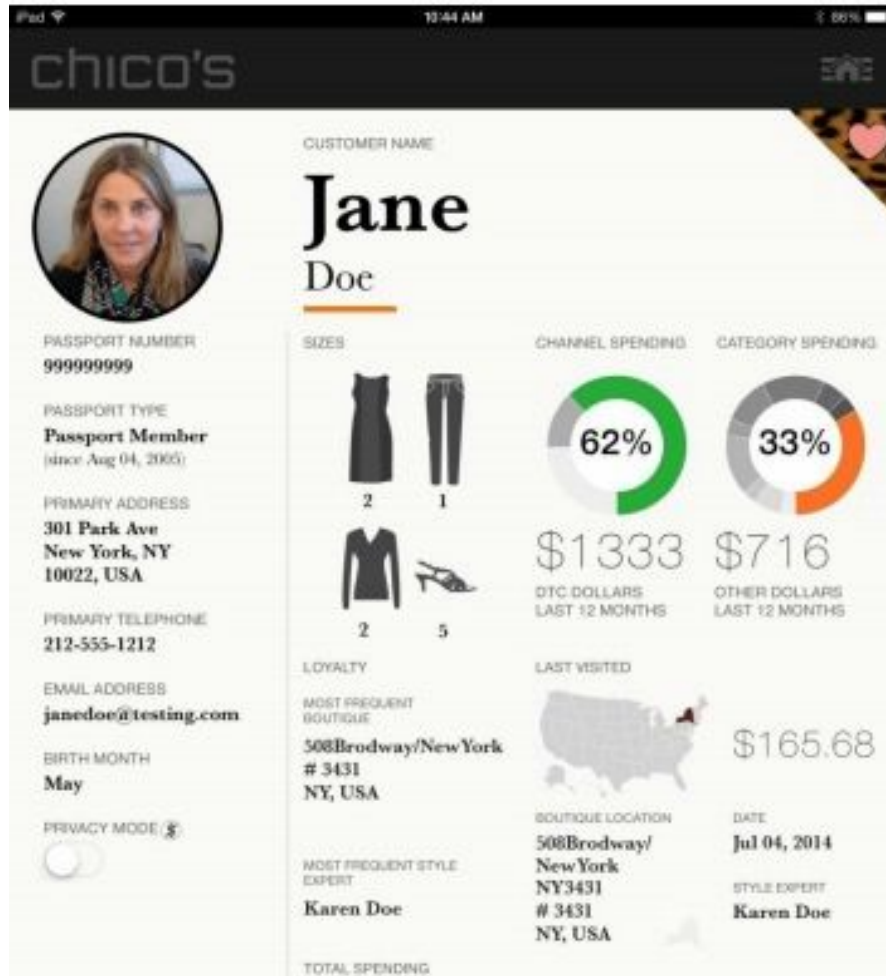 iPad
10:44 AM
86%
chico's
CUSTOMER NAME
Jane
Doe
PASSPORT NUMBER
999999999
PASSPORT TYPE
Passport Member
(since Aug 04, 2005)
PRIMARY ADDRESS
301 Park Ave
New York, NY
10022, USA
PRIMARY TELEPHONE
212-555-1212
EMAIL ADDRESS
janedoe@testing.com
BIRTH MONTH
May
PRIVACY MODE $
SIZES
2
1
2
5
CHANNEL SPENDING
62%
$1333
DTC DOLLARS
LAST 12 MONTHS
CATEGORY SPENDING
33%
$716
OTHER DOLLARS
LAST 12 MONTHS
LOYALTY
MOST FREQUENT
BOUTIQUE
508Brodway/NewYork
# 3431
NY, USA
MOST FREQUENT STYLE
EXPERT
Karen Doe
TOTAL SPENDING
LAST VISITED
$165.68
BOUTIQUE LOCATION
508Brodway/
NewYork
NY3431
# 3431
NY, USA
DATE
Jul 04, 2014
STYLE EXPERT
Karen Doe